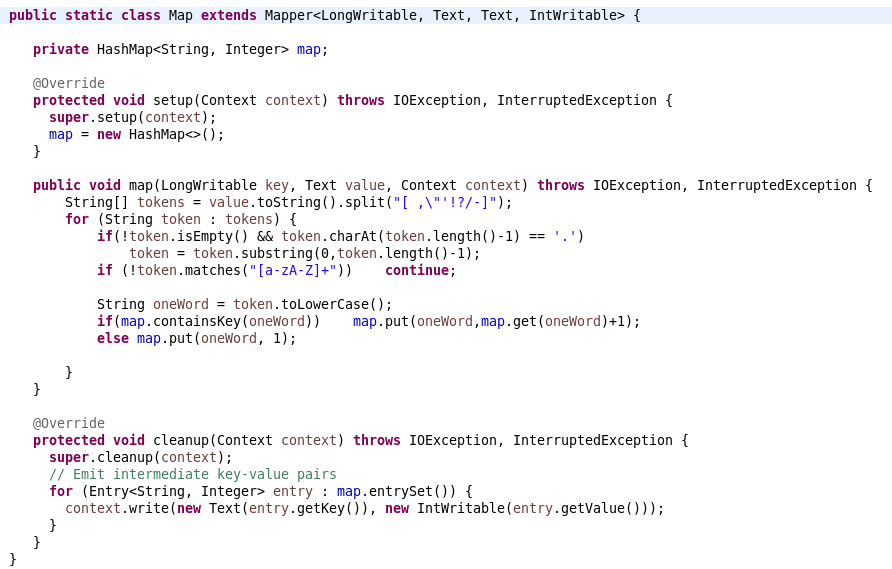 public static class Map extends Mapper<LongWritable, Text, Text, IntWritable> {
private HashMap<String, Integer> map;
@Override
protected void setup(Context context) throws IOException, InterruptedException {
super.setup(context);
map = new HashMap<>();
}
public void map(LongWritable key, Text value, Context context) throws IOException, InterruptedException {
String[] tokens = value.toString().split("[ ,\"'!?/-]");
for (String token : tokens) {
if(!token.isEmpty() && token.charAt(token.length()-1) == '.')
token = token.substring(0,token.length()-1);
if (!token.matches("[a-zA-Z]+"))    continue;
String oneWord = token.toLowerCase();
if(map.containsKey(oneWord))    map.put(oneWord,map.get(oneWord)+1);
else map.put(oneWord, 1);
}
}
@Override
protected void cleanup(Context context) throws IOException, InterruptedException {
super.cleanup(context);
// Emit intermediate key-value pairs
for (Entry<String, Integer> entry : map.entrySet()) {
context.write(new Text(entry.getKey()), new IntWritable(entry.getValue()));
}
}
}